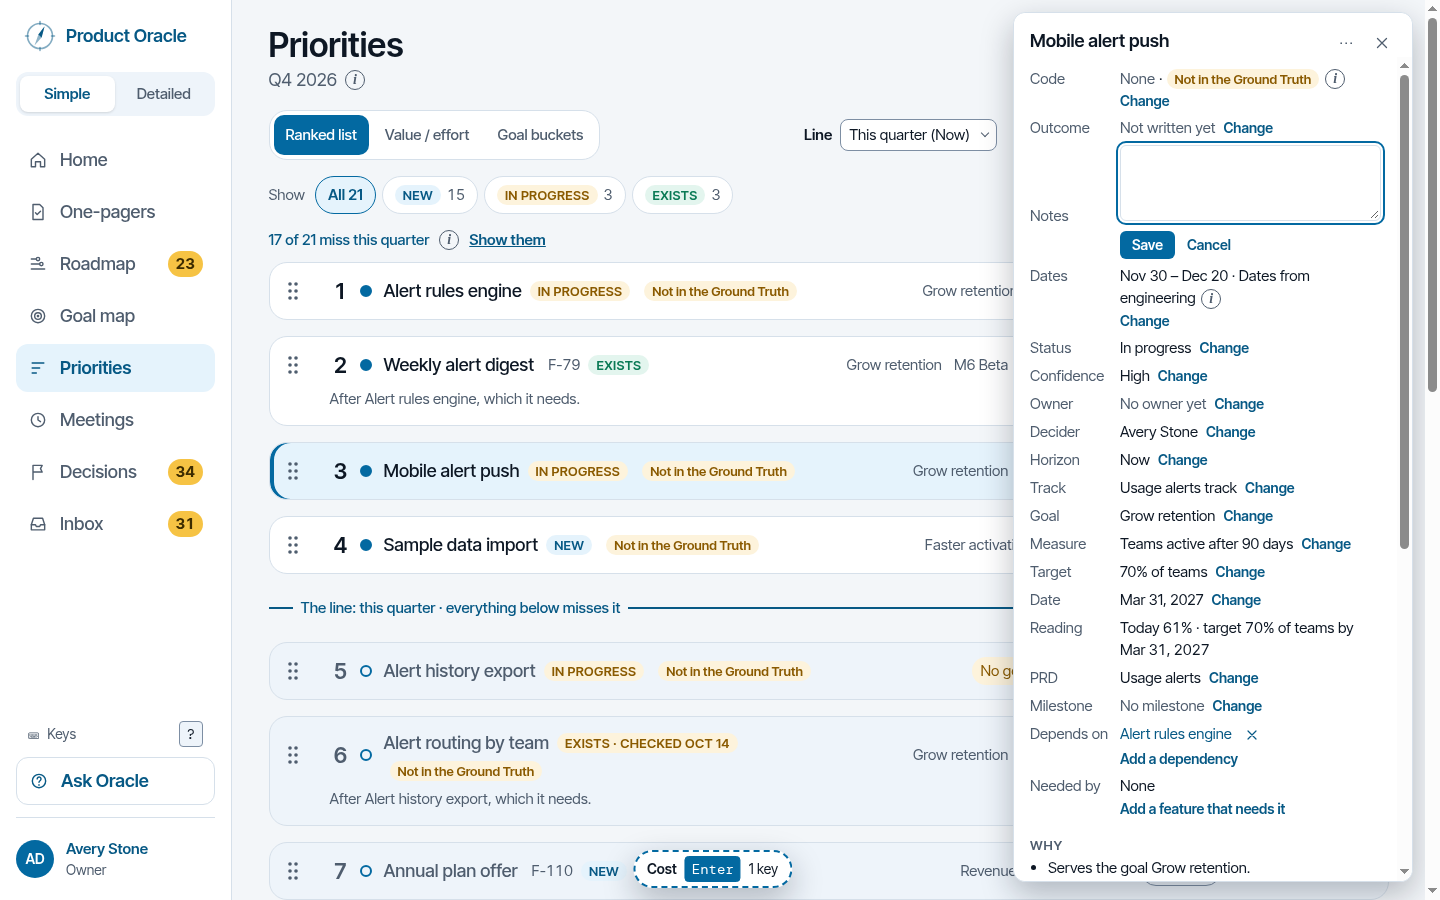 Product Oracle
Simple
Detailed
Home
One-pagers
Roadmap 23
Goal map
Priorities
Meetings
Decisions 34
Inbox 31
Keys ?
Ask Oracle
AD
Avery Stone
Owner
Priorities
Q4 2026 i
Ranked list
Value / effort
Goal buckets
Line
This quarter (Now)
Show
All 21
NEW 15
IN PROGRESS 3
EXISTS 3
17 of 21 miss this quarter i Show them
1 Alert rules engine IN PROGRESS Not in the Ground Truth Grow retention
2 Weekly alert digest F-79 EXISTS Grow retention M6 Beta
After Alert rules engine, which it needs.
3 Mobile alert push IN PROGRESS Not in the Ground Truth Grow retention
4 Sample data import NEW Not in the Ground Truth Faster activati
The line: this quarter · everything below misses it
5 Alert history export IN PROGRESS Not in the Ground Truth No go
6 Alert routing by team EXISTS · CHECKED OCT 14
Not in the Ground Truth Grow retention
After Alert history export, which it needs.
7 Annual plan offer F-110 NEW Revenue
Cost Enter 1 key
Mobile alert push
Code None · Not in the Ground Truth i
Change
Outcome Not written yet Change
Notes
Save Cancel
Dates Nov 30 – Dec 20 · Dates from
engineering i
Change
Status In progress Change
Confidence High Change
Owner No owner yet Change
Decider Avery Stone Change
Horizon Now Change
Track Usage alerts track Change
Goal Grow retention Change
Measure Teams active after 90 days Change
Target 70% of teams Change
Date Mar 31, 2027 Change
Reading Today 61% · target 70% of teams by
Mar 31, 2027
PRD Usage alerts Change
Milestone No milestone Change
Depends on Alert rules engine
Add a dependency
Needed by None
Add a feature that needs it
WHY
• Serves the goal Grow retention.